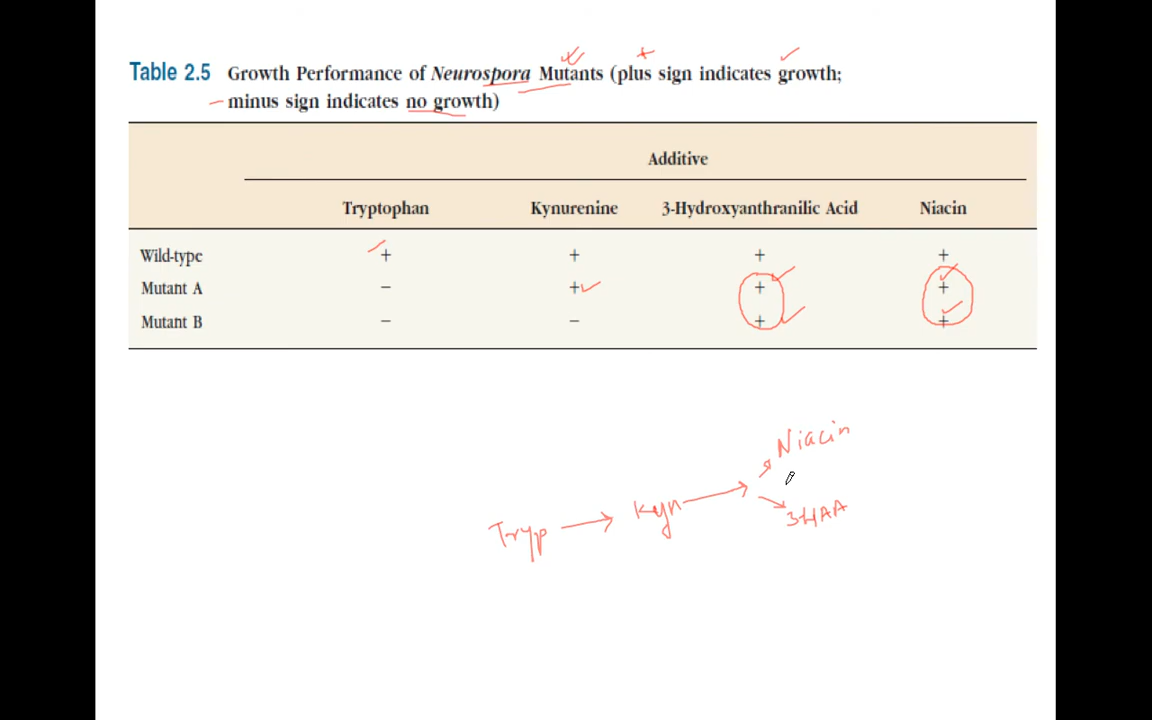 Table 2.5 Growth Performance of Neurospora Mutants (plus sign indicates growth;
minus sign indicates no growth)
Additive
Tryptophan Kynurenine 3-Hydroxyanthranilic Acid Niacin
Wild-type + + + +
Mutant A − + + +
Mutant B − − + +
Niacin
Tryp → Kyn →
3HAA